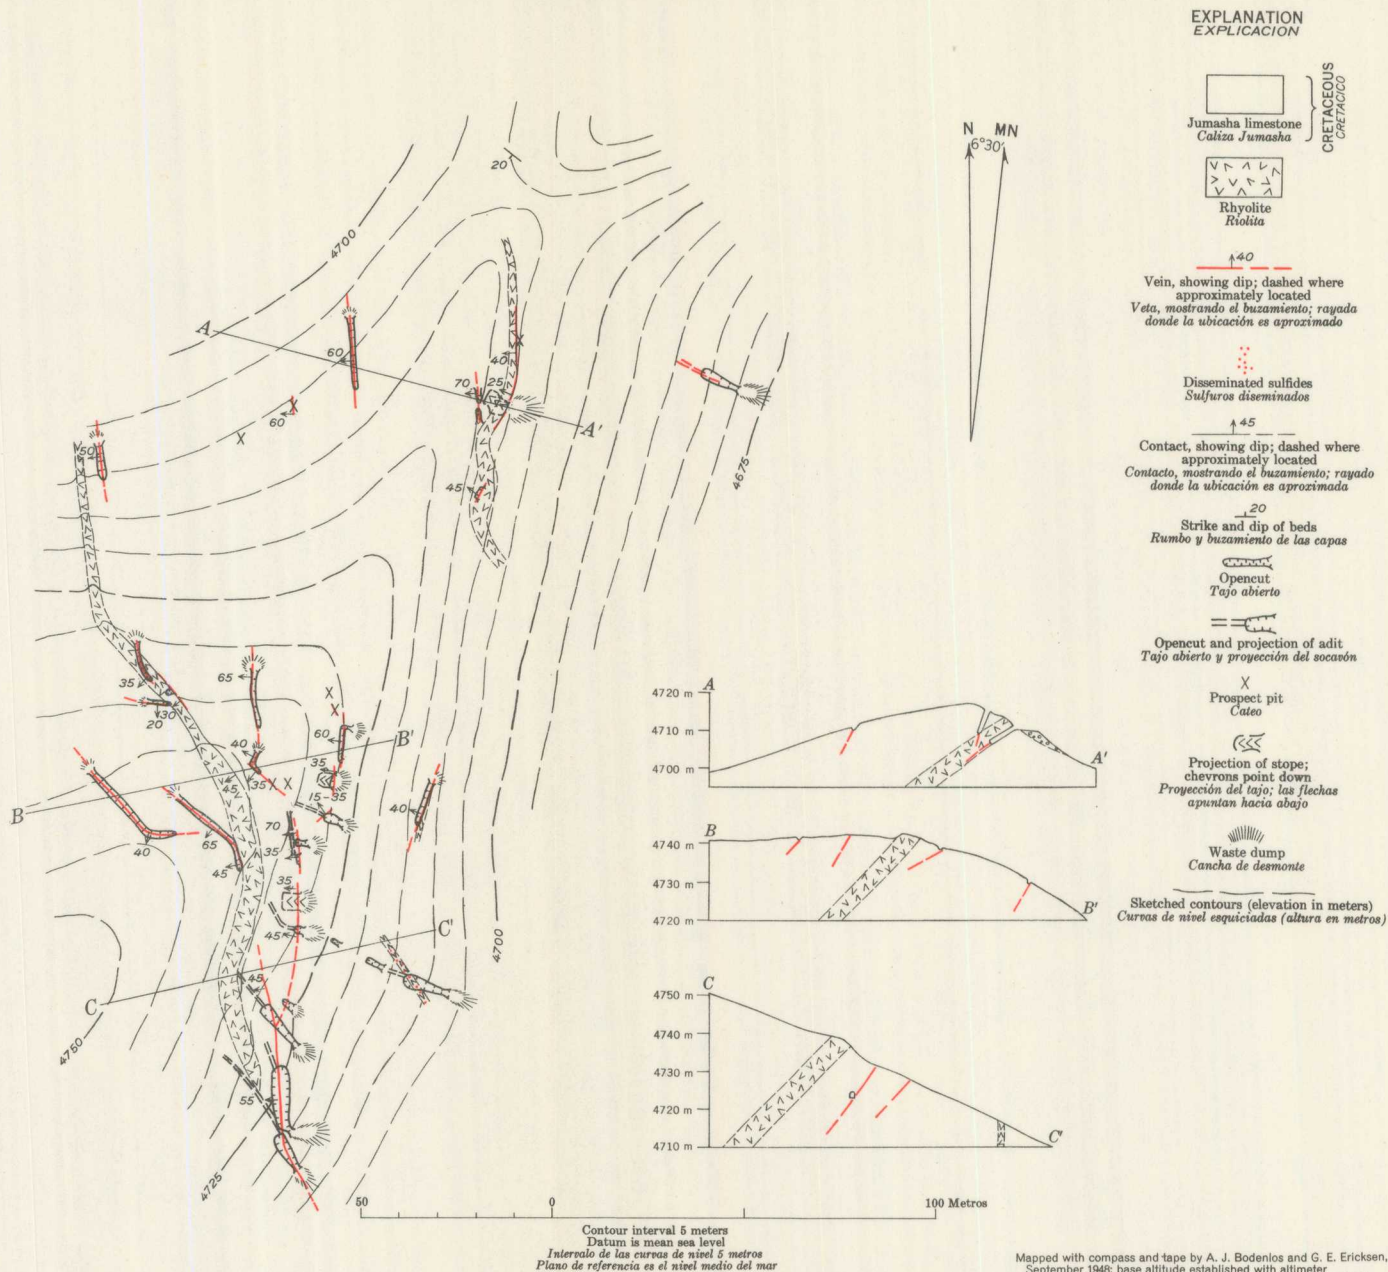 EXPLANATION
EXPLICACION
CRETACEOUS
CRETACICO
Jumasha limestone
Caliza Jumasha
Rhyolite
Riolita
40
Vein, showing dip; dashed where
approximately located
Veta, mostrando el buzamiento; rayada
donde la ubicación es aproximado
Disseminated sulfides
Sulfuros diseminados
45
Contact, showing dip; dashed where
approximately located
Contacto, mostrando el buzamiento; rayado
donde la ubicación es aproximada
20
Strike and dip of beds
Rumbo y buzamiento de las capas
Opencut
Tajo abierto
Opencut and projection of adit
Tajo abierto y proyección del socavón
X
Prospect pit
Cateo
Projection of stope;
chevrons point down
Proyección del tajo; las flechas
apuntan hacia abajo
Waste dump
Cancha de desmonte
Sketched contours (elevation in meters)
Curvas de nivel esquiciadas (altura en metros)
N MN
6°30'
20
4700
A
60
40
70 25
60
A'
50
45
4675
35
65
20 30
40
60
B'
35
45 35
15-35
B
40
70
40
65
35
45
35
45
C'
4700
45
C
4750
55
4725
A
4720 m
4710 m
4700 m
A'
B
4740 m
4730 m
4720 m
B'
C
4750 m
4740 m
4730 m
4720 m
4710 m
C'
50 0 100 Metros
Contour interval 5 meters
Datum is mean sea level
Intervalo de las curvas de nivel 5 metros
Plano de referencia es el nivel medio del mar
Mapped with compass and tape by A. J. Bodenlos and G. E. Ericksen,
September 1948; base altitude established with altimeter